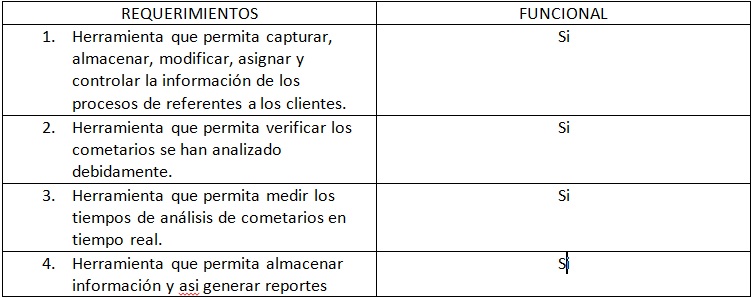 REQUERIMIENTOS FUNCIONAL
1. Herramienta que permita capturar, Si
almacenar, modificar, asignar y
controlar la información de los
procesos de referentes a los clientes.
2. Herramienta que permita verificar los Si
cometarios se han analizado
debidamente.
3. Herramienta que permita medir los Si
tiempos de análisis de cometarios en
tiempo real.
4. Herramienta que permita almacenar Si
información y asi generar reportes